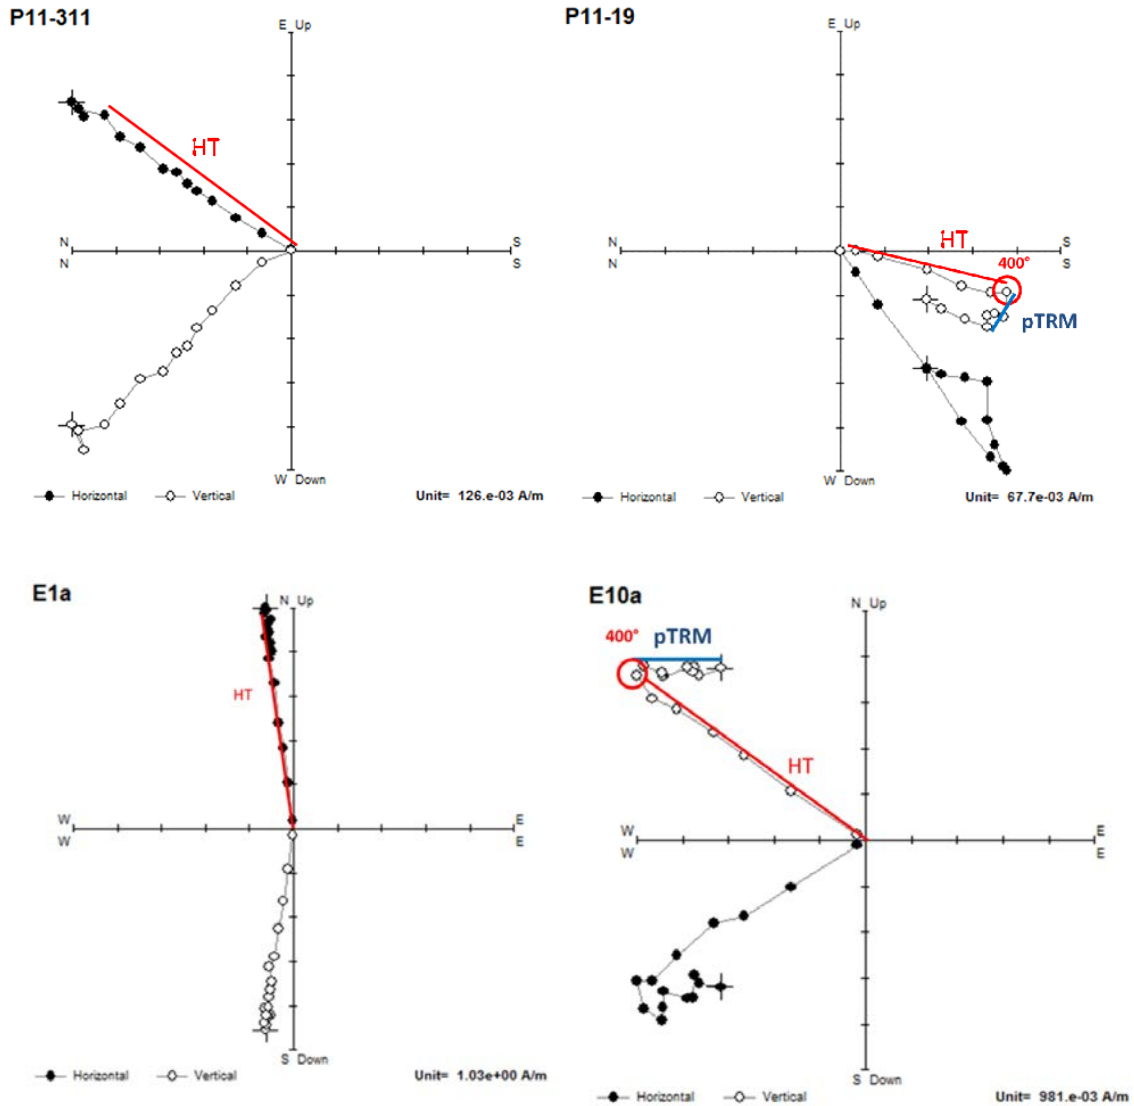 P11-311
E Up
HT
N
S
N
S
W Down
Horizontal
Vertical
Unit= 126.e-03 A/m
P11-19
E Up
HT
400°
pTRM
N
S
N
S
W Down
Horizontal
Vertical
Unit= 67.7e-03 A/m
E1a
N Up
HT
W
E
W
E
S Down
Horizontal
Vertical
Unit= 1.03e+00 A/m
E10a
N Up
400°
pTRM
HT
W
E
W
E
S Down
Horizontal
Vertical
Unit= 981.e-03 A/m